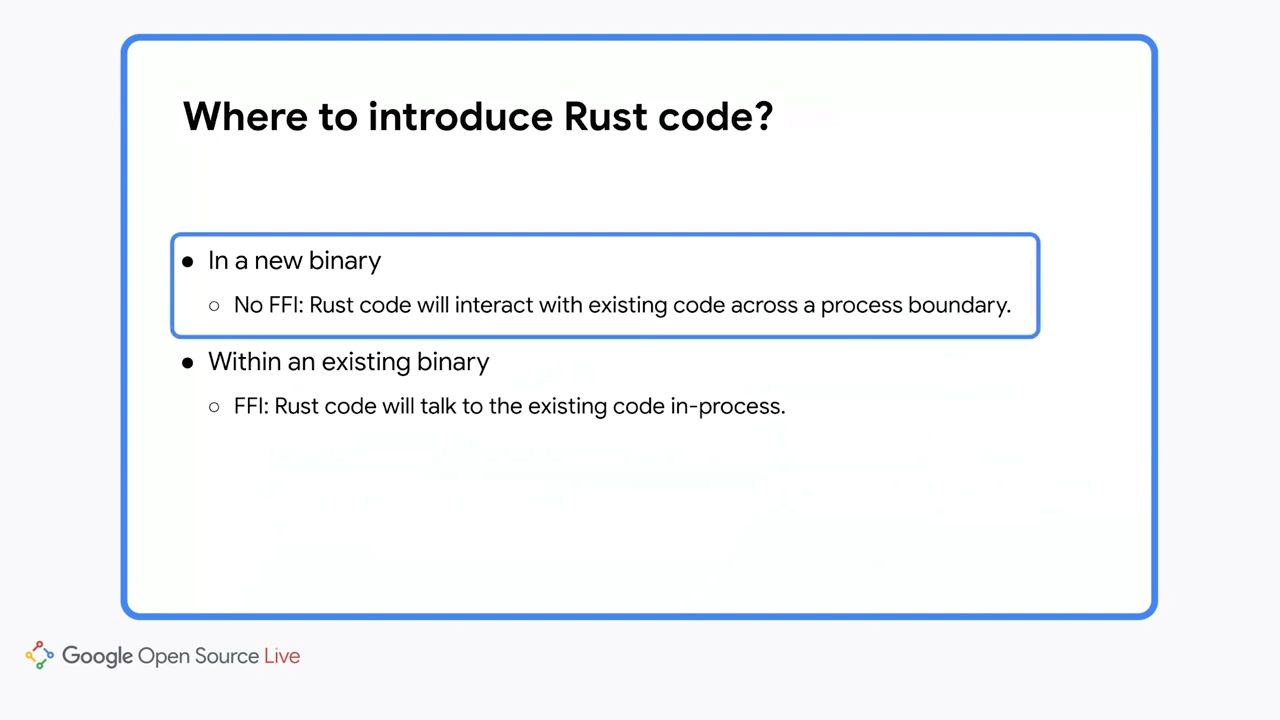 Where to introduce Rust code?
● In a new binary
○ No FFI: Rust code will interact with existing code across a process boundary.
● Within an existing binary
○ FFI: Rust code will talk to the existing code in-process.
Google Open Source Live